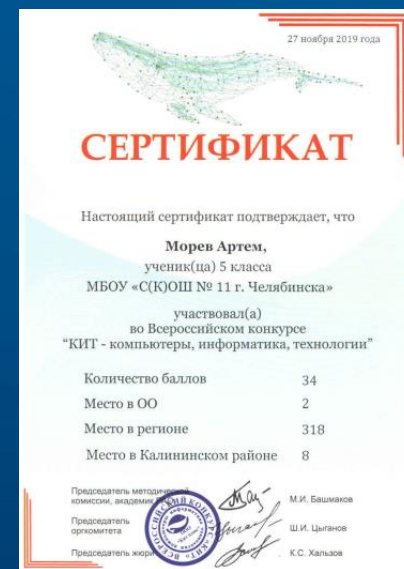 27 ноября 2019 года
СЕРТИФИКАТ
Настоящий сертификат подтверждает, что
Морев Артем,
ученик(ца) 5 класса
МБОУ «С(К)ОШ № 11 г. Челябинска»
участвовал(а)
во Всероссийском конкурсе
"КИТ - компьютеры, информатика, технологии"
Количество баллов 34
Место в ОО 2
Место в регионе 318
Место в Калининском районе 8
Председатель методической
комиссии, академик
М.И. Башмаков
Председатель
оргкомитета
Ш.И. Цыганов
Председатель жюри
К.С. Хальзов